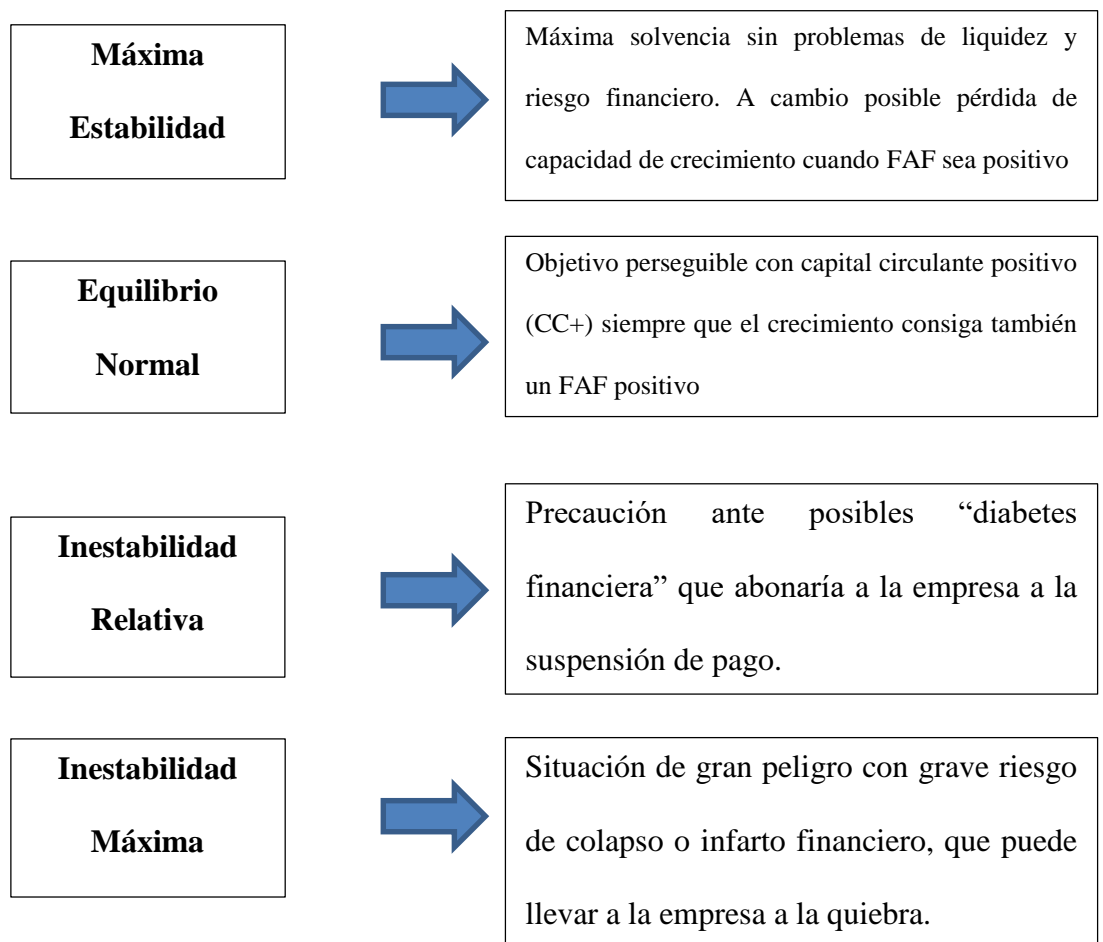 Máxima
Estabilidad
Máxima solvencia sin problemas de liquidez y
riesgo financiero. A cambio posible pérdida de
capacidad de crecimiento cuando FAF sea positivo
Equilibrio
Normal
Objetivo perseguible con capital circulante positivo
(CC+) siempre que el crecimiento consiga también
un FAF positivo
Inestabilidad
Relativa
Precaución ante posibles “diabetes
financiera” que abonaría a la empresa a la
suspensión de pago.
Inestabilidad
Máxima
Situación de gran peligro con grave riesgo
de colapso o infarto financiero, que puede
llevar a la empresa a la quiebra.